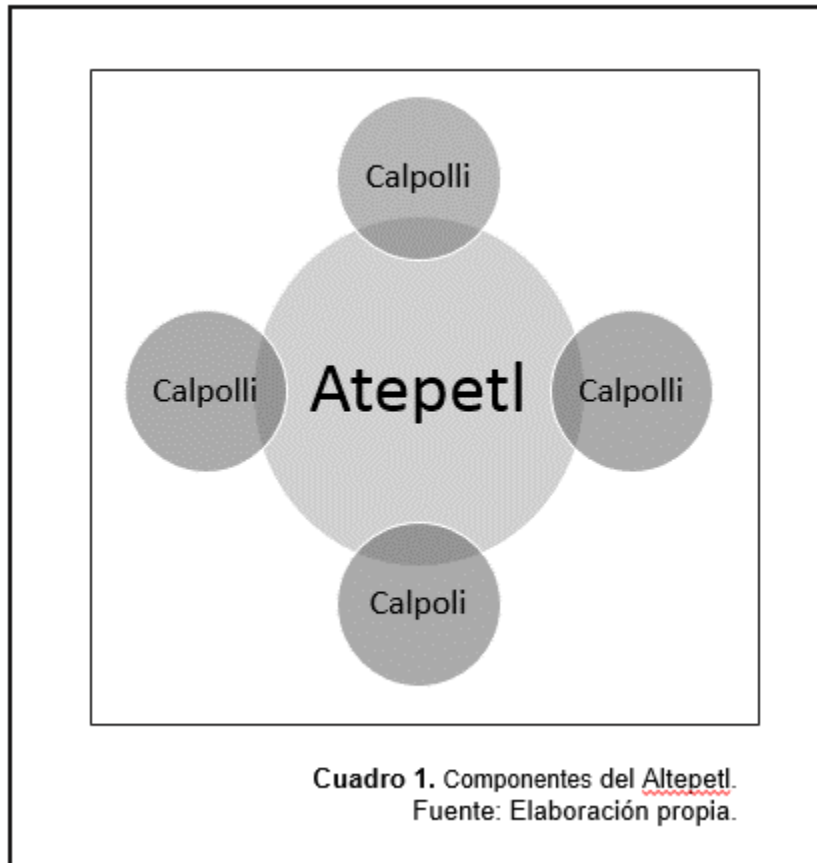 Calpolli
Calpolli
Atepetl
Calpolli
Calpoli
Cuadro 1. Componentes del Altepetl.
Fuente: Elaboración propia.